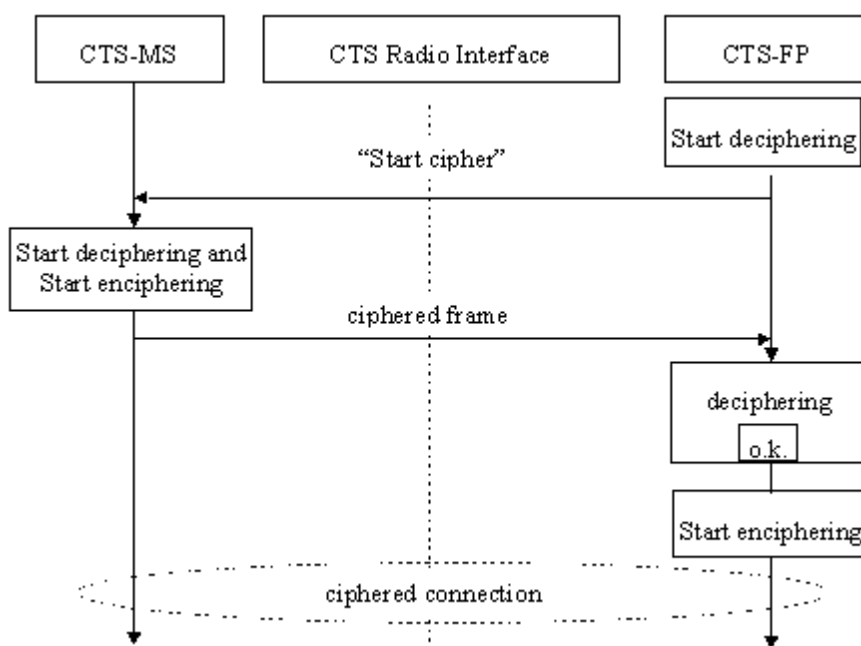 CTS-MS
CTS Radio Interface
CTS-FP
Start deciphering
“Start cipher”
Start deciphering and
Start enciphering
ciphered frame
deciphering
o.k.
Start enciphering
ciphered connection